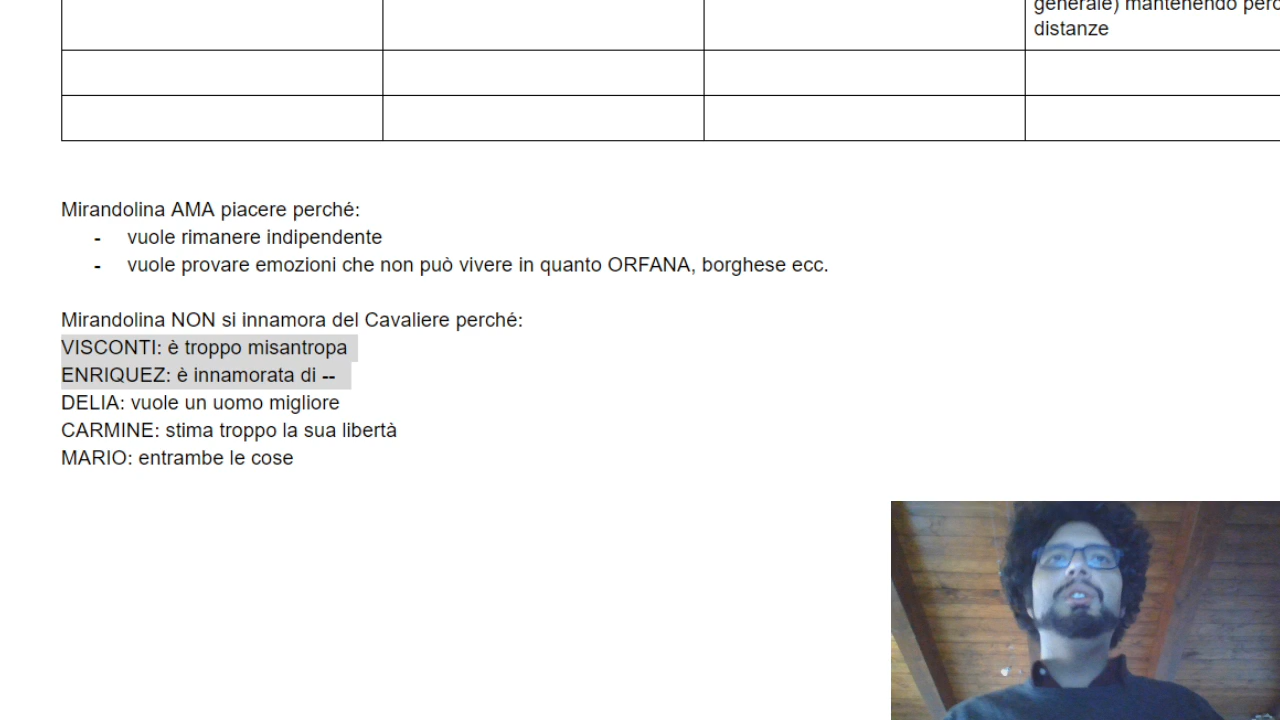 generale) mantenendo però
distanze
Mirandolina AMA piacere perché:
- vuole rimanere indipendente
- vuole provare emozioni che non può vivere in quanto ORFANA, borghese ecc.
Mirandolina NON si innamora del Cavaliere perché:
VISCONTI: è troppo misantropa
ENRIQUEZ: è innamorata di --
DELIA: vuole un uomo migliore
CARMINE: stima troppo la sua libertà
MARIO: entrambe le cose